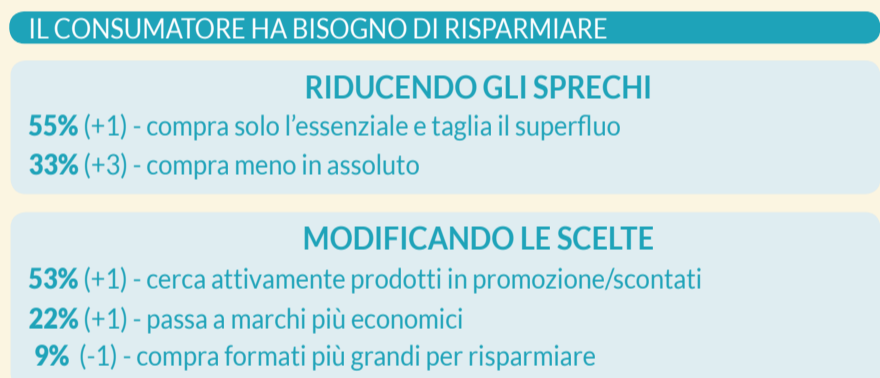 IL CONSUMATORE HA BISOGNO DI RISPARMIARE
RIDUCENDO GLI SPRECHI
55% (+1) - compra solo l’essenziale e taglia il superfluo
33% (+3) - compra meno in assoluto
MODIFICANDO LE SCELTE
53% (+1) - cerca attivamente prodotti in promozione/scontati
22% (+1) - passa a marchi più economici
9% (-1) - compra formati più grandi per risparmiare